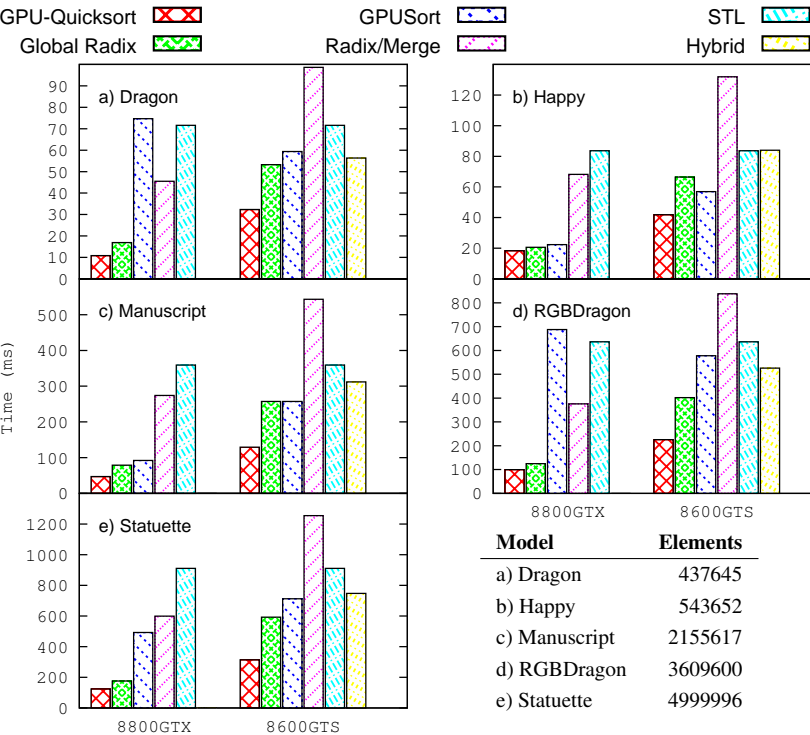 GPU-Quicksort GPUSort STL
Global Radix Radix/Merge Hybrid
a) Dragon
90
80
70
60
50
40
30
20
10
0
b) Happy
120
100
80
60
40
20
0
Time (ms)
c) Manuscript
500
400
300
200
100
0
d) RGBDragon
800
700
600
500
400
300
200
100
0
8800GTX 8600GTS
e) Statuette
1200
1000
800
600
400
200
0
8800GTX 8600GTS
Model Elements
a) Dragon 437645
b) Happy 543652
c) Manuscript 2155617
d) RGBDragon 3609600
e) Statuette 4999996